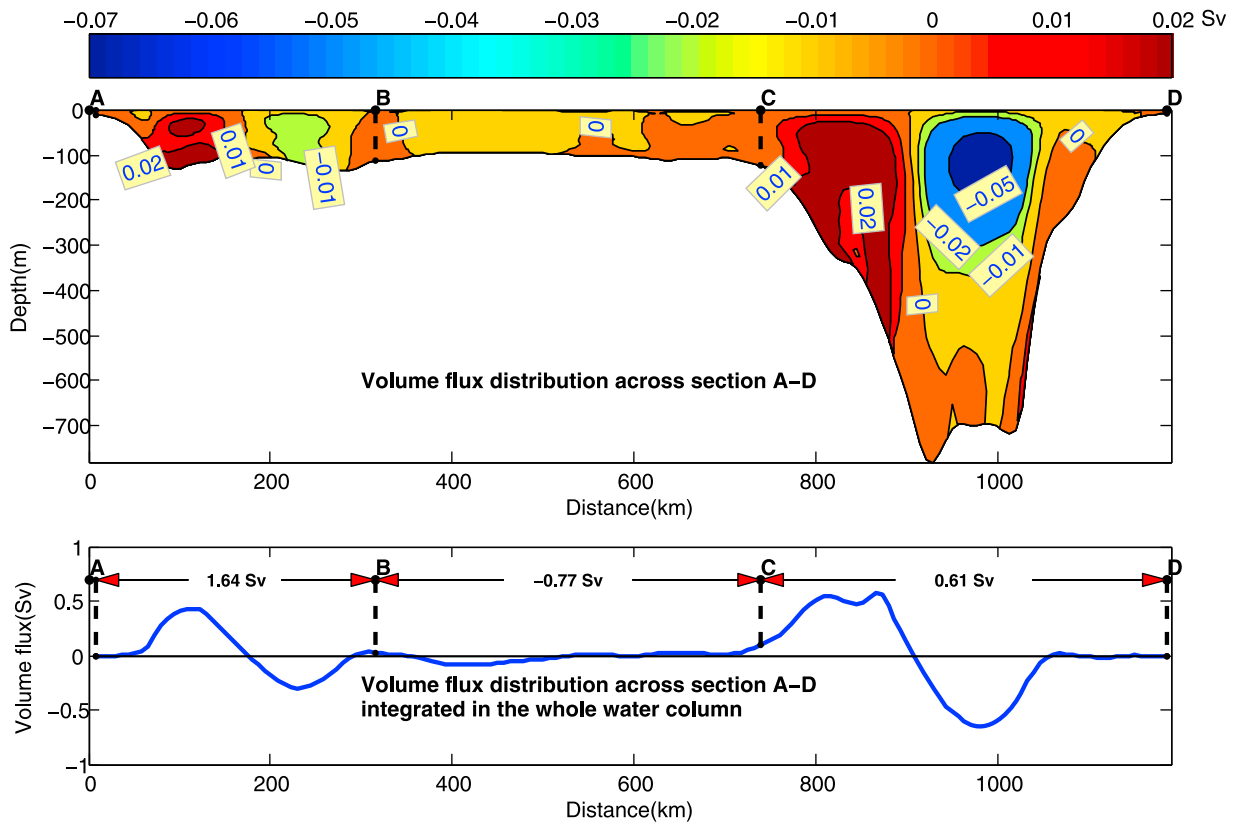 −0.07 −0.06 −0.05 −0.04 −0.03 −0.02 −0.01 0 0.01 0.02 Sv
A B C D
0
−100
−200
−300
−400
−500
−600
−700
Depth(m)
0.02 0.01 0 −0.01 0 0 0.01 0.02 −0.05 −0.02 −0.01 0 0
Volume flux distribution across section A−D
0 200 400 600 800 1000
Distance(km)
1
0.5
0
−0.5
−1
Volume flux(Sv)
A B C D
1.64 Sv −0.77 Sv 0.61 Sv
Volume flux distribution across section A−D
integrated in the whole water column
0 200 400 600 800 1000
Distance(km)